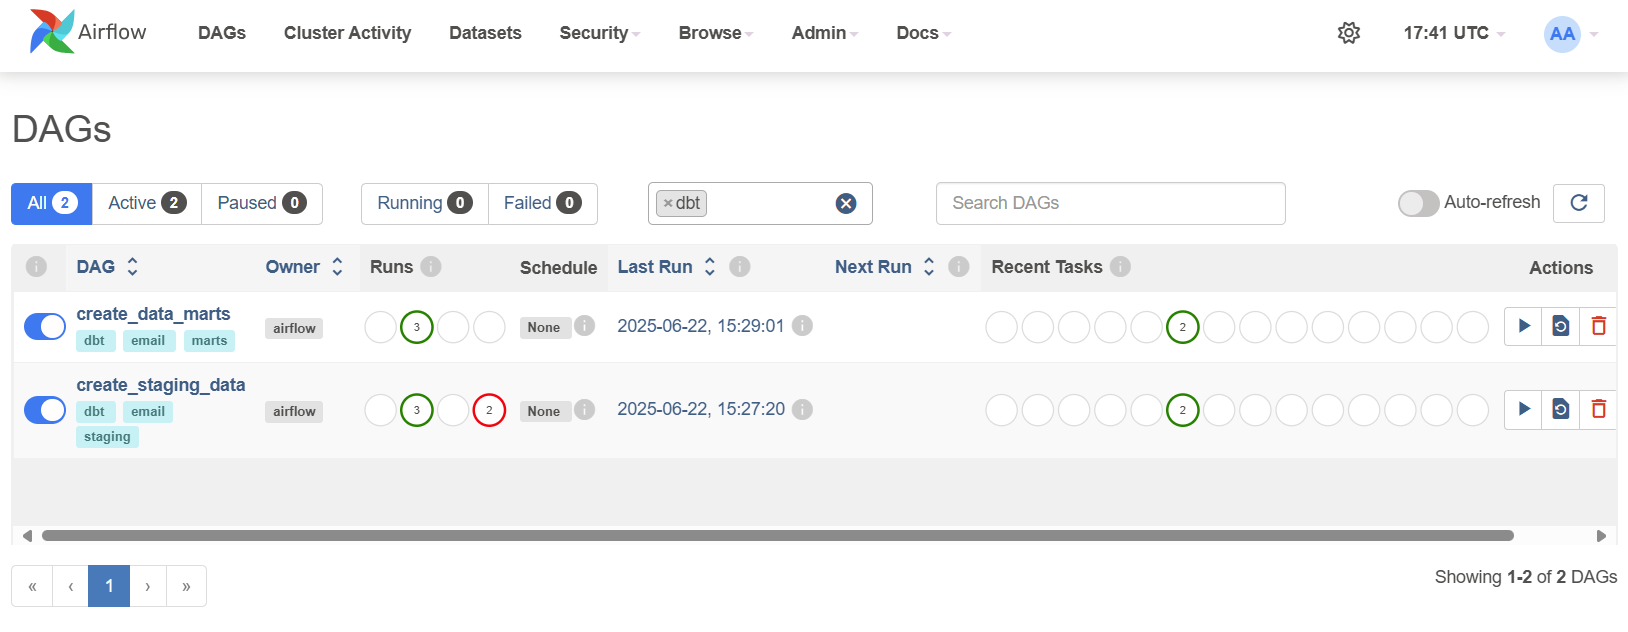 Airflow DAGs Cluster Activity Datasets Security Browse Admin Docs 17:41 UTC AA
DAGs
All 2 Active 2 Paused 0 Running 0 Failed 0 × dbt Search DAGs Auto-refresh
DAG Owner Runs Schedule Last Run Next Run Recent Tasks Actions
create_data_marts
airflow 3 None 2025-06-22, 15:29:01 2
dbt email marts
create_staging_data
airflow 3 2 None 2025-06-22, 15:27:20 2
dbt email
staging
« ‹ 1 › » Showing 1-2 of 2 DAGs